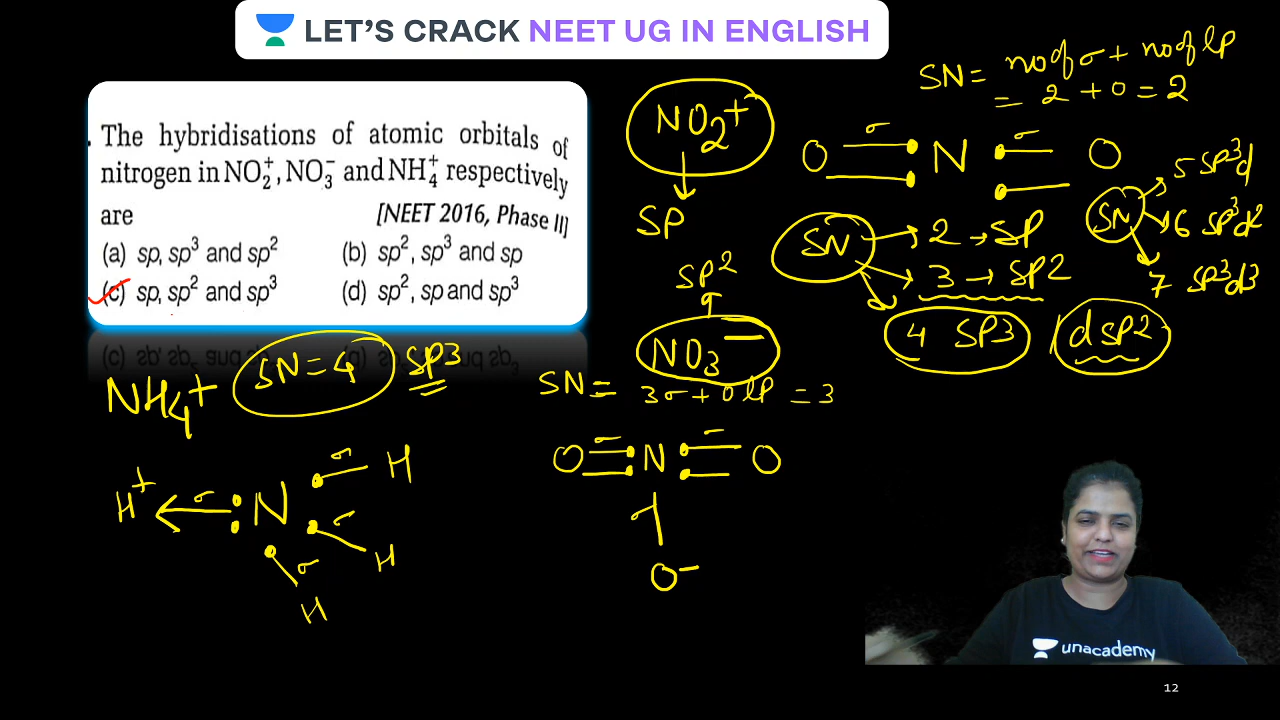 LET'S CRACK NEET UG IN ENGLISH
. The hybridisations of atomic orbitals of
nitrogen in NO₂⁺, NO₃⁻ and NH₄⁺ respectively
are [NEET 2016, Phase II]
(a) sp, sp³ and sp² (b) sp², sp³ and sp
(c) sp, sp² and sp³ (d) sp², sp and sp³
NO2+
SP
SN= no of σ + no of lp
= 2 + 0 = 2
O σ N σ O
SN
2 → SP
3 → SP2
4 SP3
dSP2
SN
5 SP3d
6 SP3d2
7 SP3d3
SP2
NO3−
SN= 3σ + 0 lp = 3
O σ N σ O
σ
O−
NH4+ SN=4 SP3
H+ σ N σ H
σ H
σ
H
unacademy
12